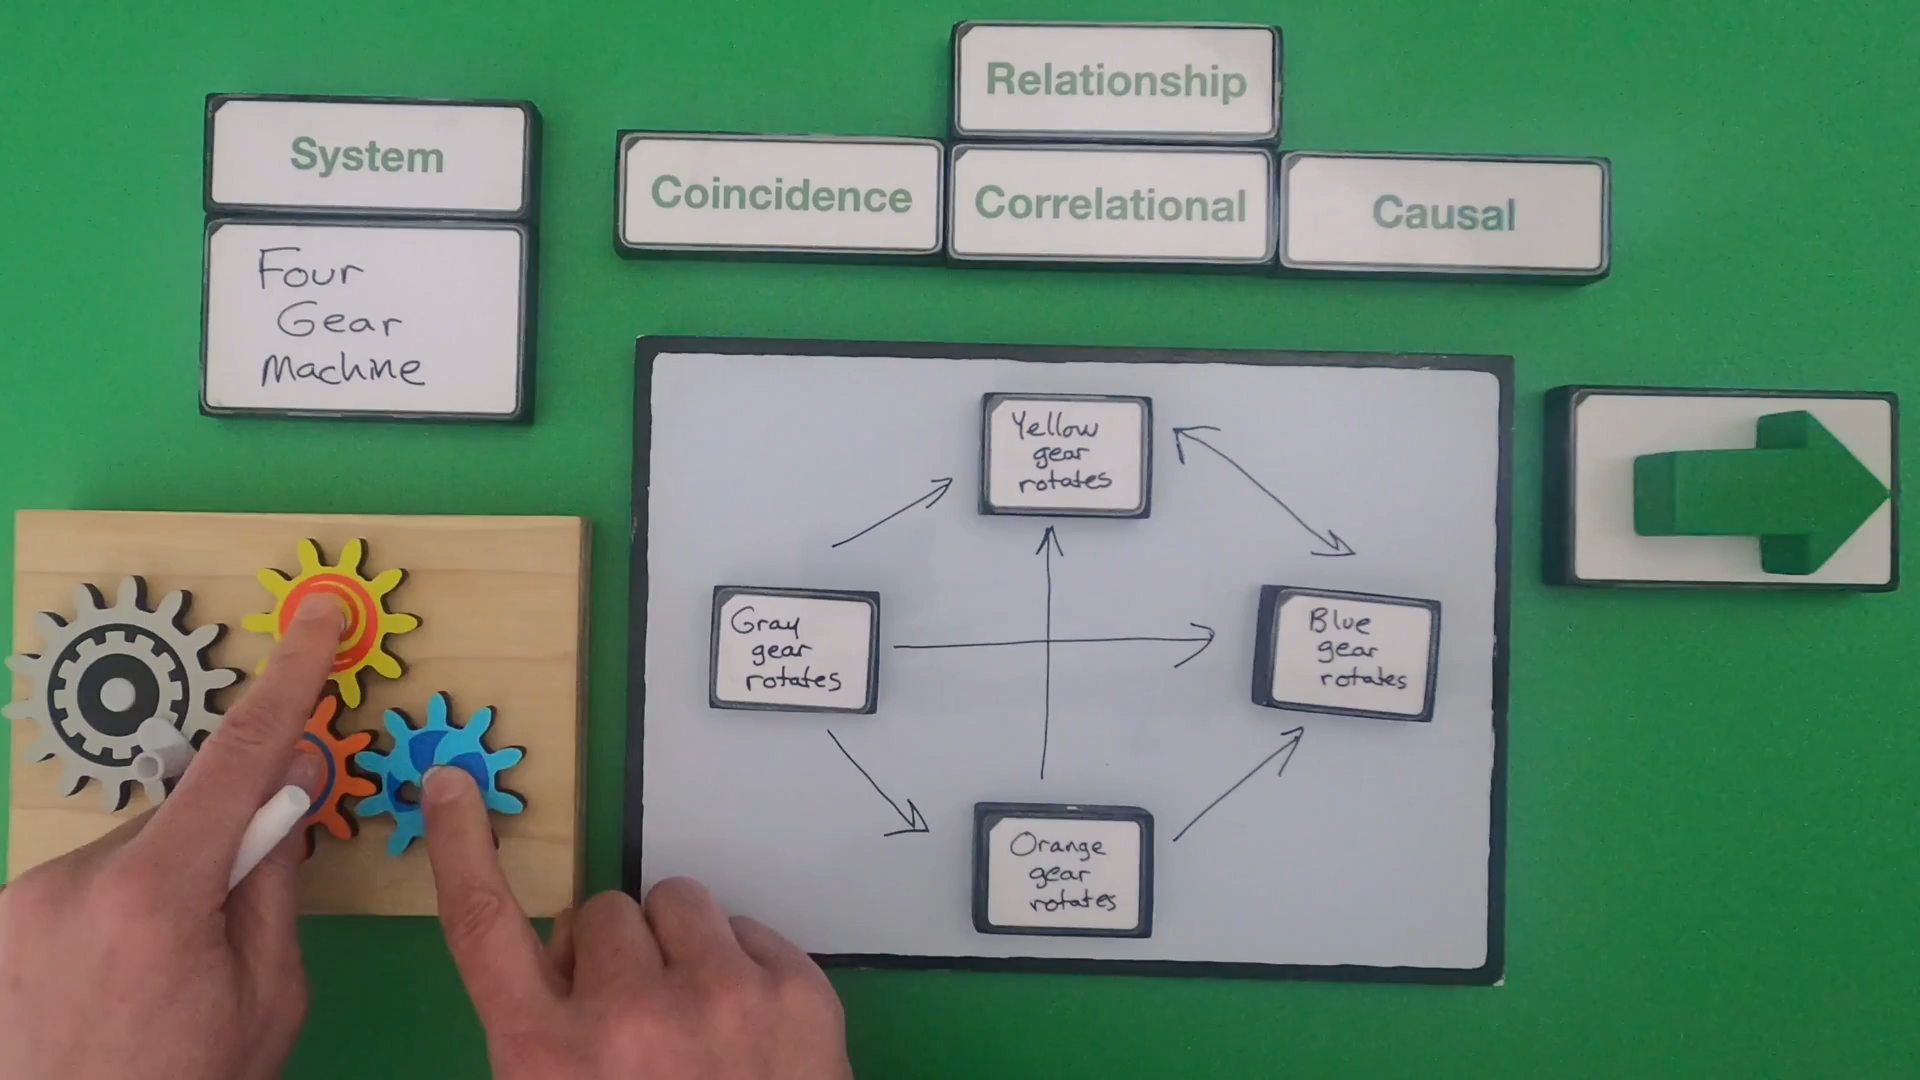 System
Four
Gear
Machine
Relationship
Coincidence
Correlational
Causal
Yellow
gear
rotates
Gray
gear
rotates
Blue
gear
rotates
Orange
gear
rotates